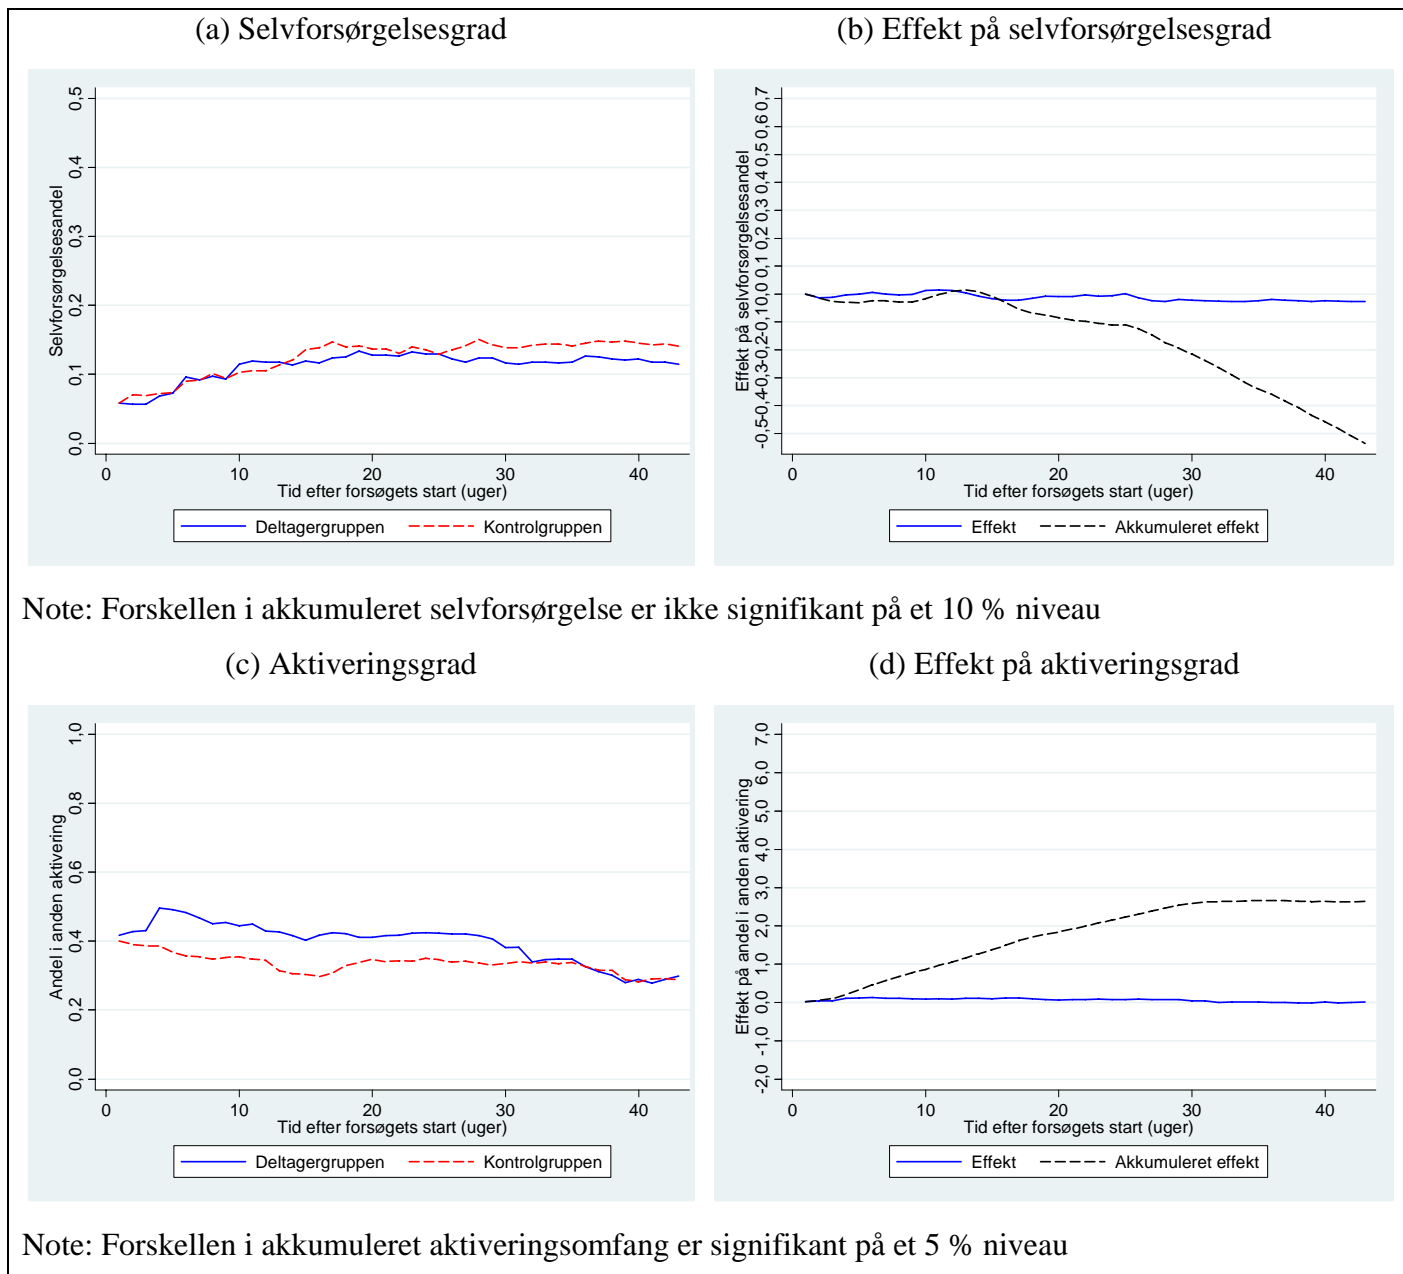 (a) Selvforsørgelsesgrad
(b) Effekt på selvforsørgelsesgrad
Selvforsørgelsesandel
0,5
0,4
0,3
0,2
0,1
0,0
0 10 20 30 40
Tid efter forsøgets start (uger)
Deltagergruppen Kontrolgruppen
Effekt på selvforsørgelsesandel
0,7
0,6
0,5
0,4
0,3
0,2
0,1
0,0
-0,1
-0,2
-0,3
-0,4
-0,5
0 10 20 30 40
Tid efter forsøgets start (uger)
Effekt Akkumuleret effekt
Note: Forskellen i akkumuleret selvforsørgelse er ikke signifikant på et 10 % niveau
(c) Aktiveringsgrad
(d) Effekt på aktiveringsgrad
Andel i anden aktivering
1,0
0,8
0,6
0,4
0,2
0,0
0 10 20 30 40
Tid efter forsøgets start (uger)
Deltagergruppen Kontrolgruppen
Effekt på andel i anden aktivering
7,0
6,0
5,0
4,0
3,0
2,0
1,0
0,0
-1,0
-2,0
0 10 20 30 40
Tid efter forsøgets start (uger)
Effekt Akkumuleret effekt
Note: Forskellen i akkumuleret aktiveringsomfang er signifikant på et 5 % niveau